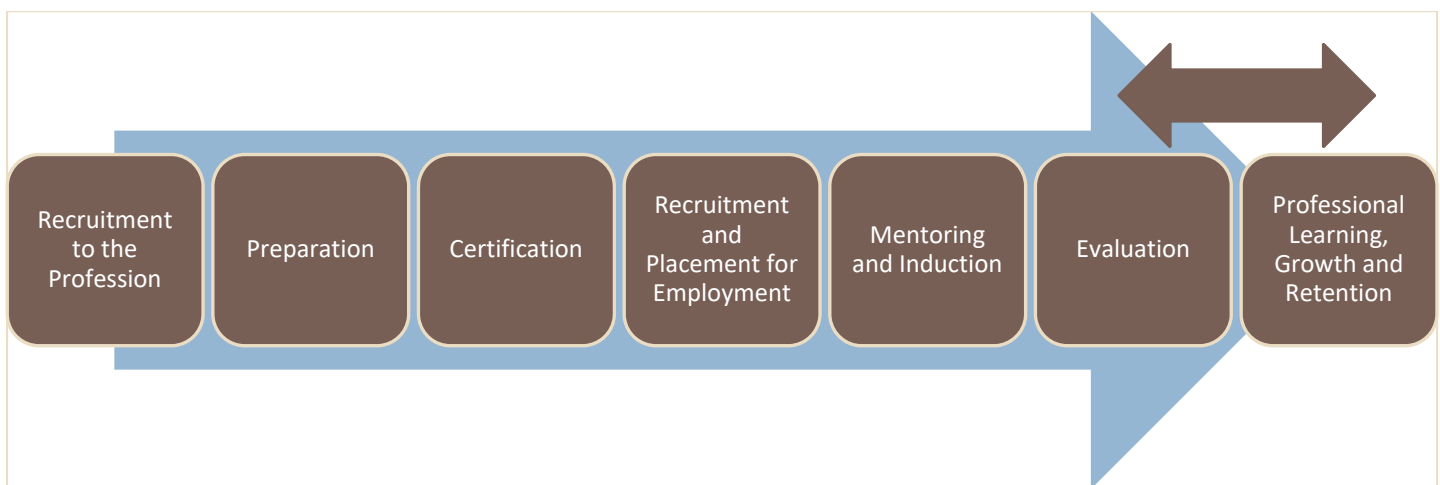 Recruitment
to the
Profession
Preparation
Certification
Recruitment
and
Placement for
Employment
Mentoring
and Induction
Evaluation
Professional
Learning,
Growth and
Retention